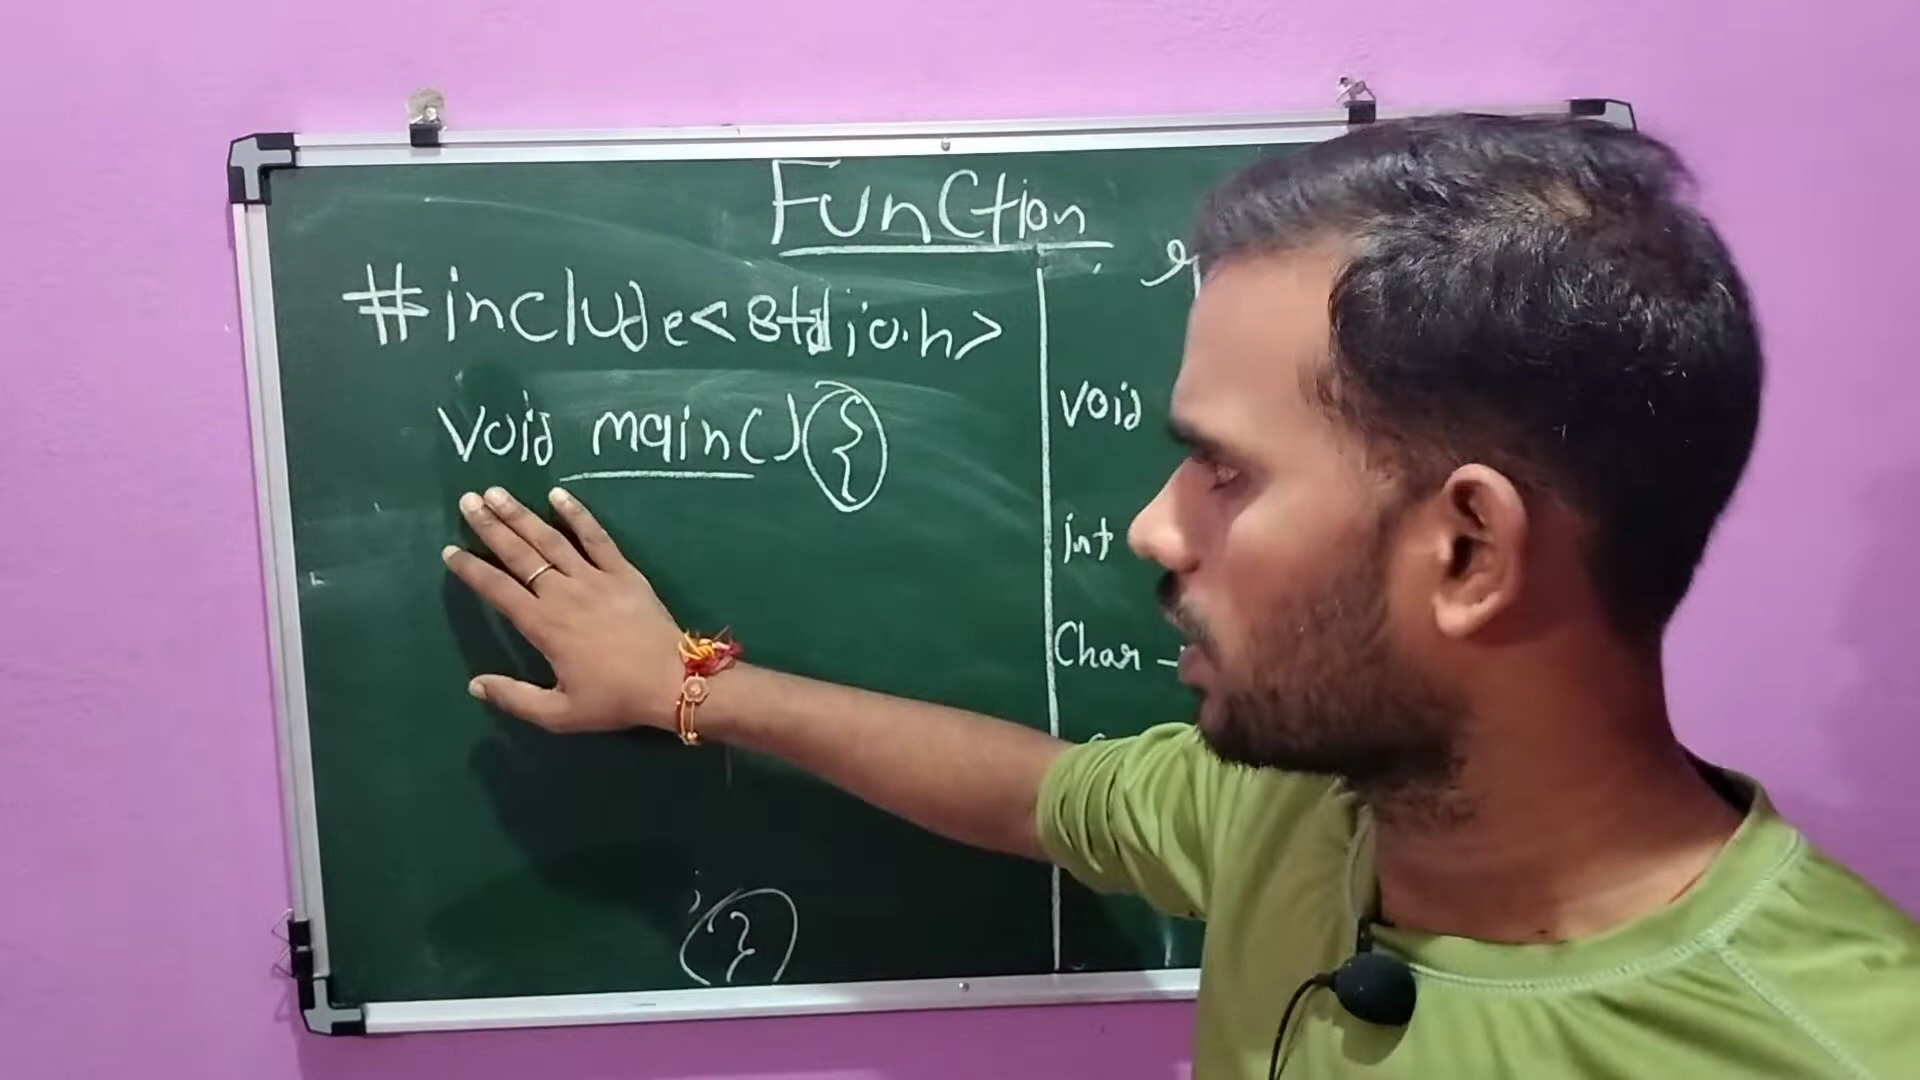 Function
#include<stdio.h>
void main(){
}
void
int
Char -